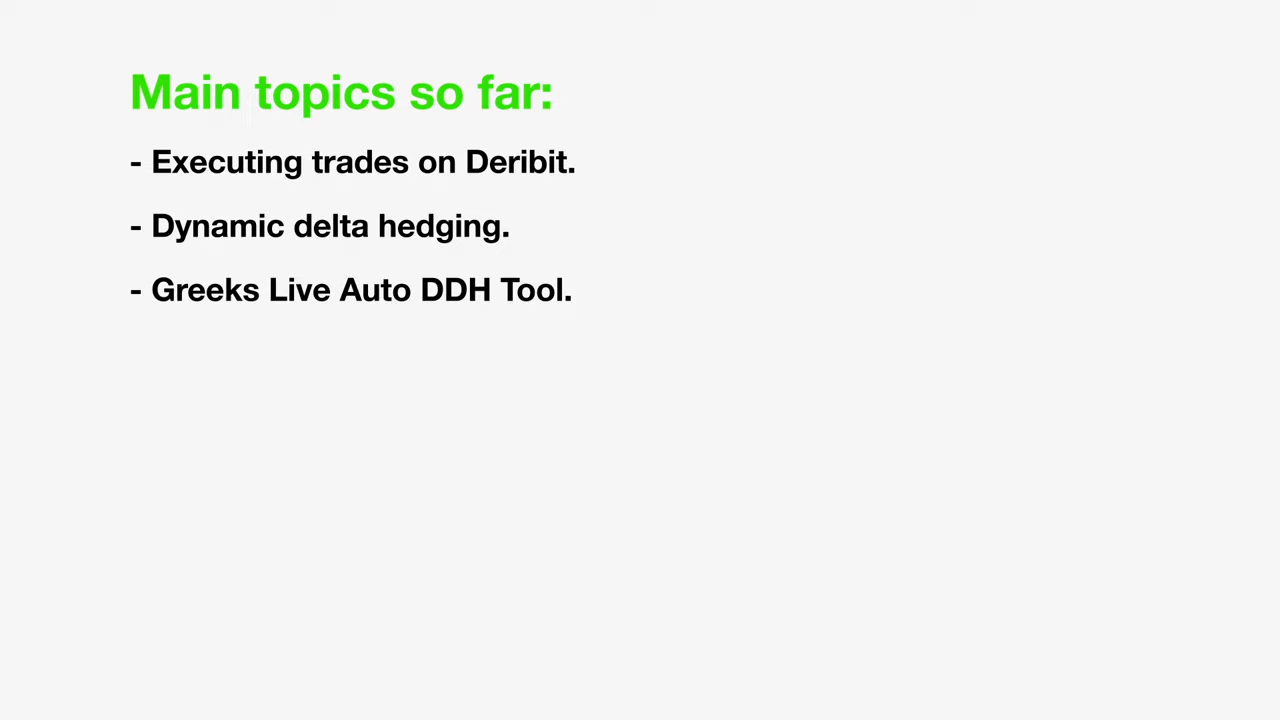 Main topics so far:
- Executing trades on Deribit.
- Dynamic delta hedging.
- Greeks Live Auto DDH Tool.